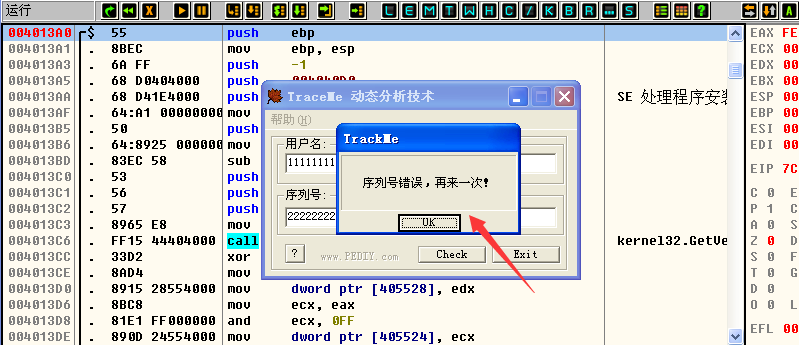 运行 L E M T W H C / K B R ... S
004013A0 $ 55 push ebp EAX FE
004013A1 . 8BEC mov ebp, esp ECX 00
004013A3 . 6A FF push -1 EDX 00
004013A5 . 68 D0404000 push 004040D0 EBX 00
004013AA . 68 D41E4000 push SE 处理程序安装 ESP 00
004013AF . 64:A1 00000000 mov EBP 00
004013B5 . 50 push ESI 00
004013B6 . 64:8925 000000 mov EDI 00
004013BD . 83EC 58 sub EIP 7C
004013C0 . 53 push C 0 E
004013C1 . 56 push P 1 C
004013C2 . 57 push A 0 S
004013C3 . 8965 E8 mov Z 0 D
004013C6 . FF15 44404000 call kernel32.GetVe S 0 F
004013CC . 33D2 xor T 0 G
004013CE . 8AD4 mov D 0
004013D0 . 8915 28554000 mov dword ptr [405528], edx O 0 L
004013D6 . 8BC8 mov ecx, eax
004013D8 . 81E1 FF000000 and ecx, 0FF EFL 00
004013DE . 890D 24554000 mov dword ptr [405524], ecx
TraceMe 动态分析技术
帮助(H)
用户名:
11111111
序列号:
22222222
? www.PEDIY.com Check Exit
TrackMe
序列号错误，再来一次!
OK